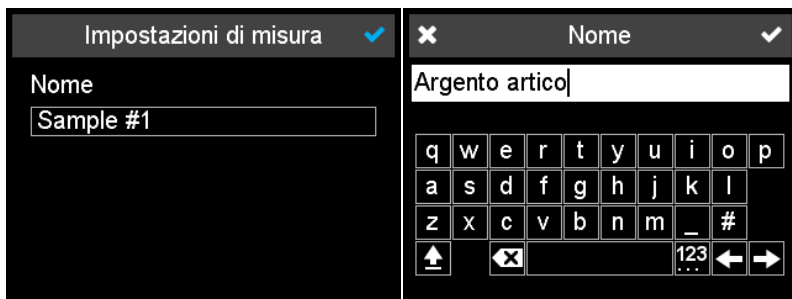 Impostazioni di misura
Nome
Sample #1
Nome
Argento artico
q w e r t y u i o p
a s d f g h j k l
z x c v b n m _ #
123
...